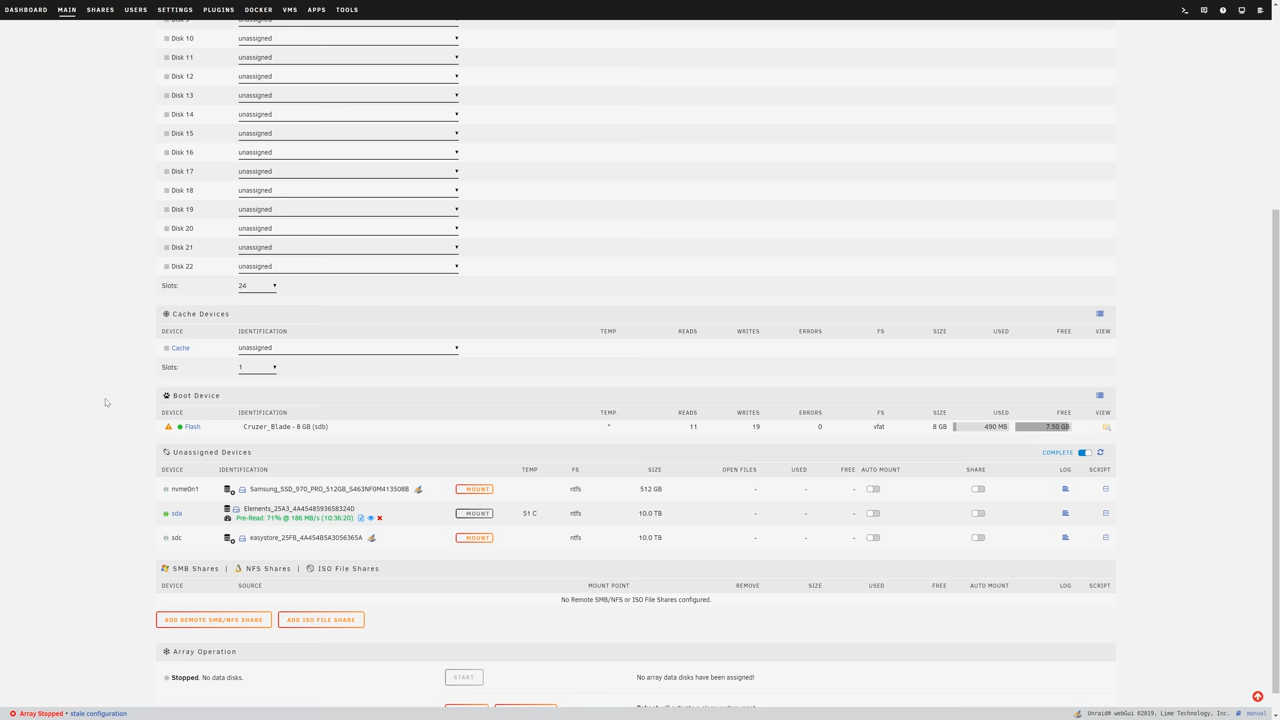 DASHBOARD MAIN SHARES USERS SETTINGS PLUGINS DOCKER VMS APPS TOOLS
Disk 9 unassigned
Disk 10 unassigned
Disk 11 unassigned
Disk 12 unassigned
Disk 13 unassigned
Disk 14 unassigned
Disk 15 unassigned
Disk 16 unassigned
Disk 17 unassigned
Disk 18 unassigned
Disk 19 unassigned
Disk 20 unassigned
Disk 21 unassigned
Disk 22 unassigned
Slots: 24
Cache Devices
DEVICE IDENTIFICATION TEMP. READS WRITES ERRORS FS SIZE USED FREE VIEW
Cache unassigned
Slots: 1
Boot Device
DEVICE IDENTIFICATION TEMP. READS WRITES ERRORS FS SIZE USED FREE VIEW
Flash Cruzer_Blade - 8 GB (sdb) * 11 19 0 vfat 8 GB 490 MB 7.50 GB
Unassigned Devices COMPLETE
DEVICE IDENTIFICATION TEMP FS SIZE OPEN FILES USED FREE AUTO MOUNT SHARE LOG SCRIPT
nvme0n1 Samsung_SSD_970_PRO_512GB_S463NF0M413508B MOUNT ntfs 512 GB - - -
Elements_25A3_4A4548593658324D
sda MOUNT 51 C ntfs 10.0 TB - - -
Pre-Read: 71% @ 186 MB/s (10:36:20)
sdc easystore_25FB_4A454B5A3056365A MOUNT ntfs 10.0 TB - - -
SMB Shares | NFS Shares | ISO File Shares
DEVICE SOURCE MOUNT POINT REMOVE SIZE USED FREE AUTO MOUNT LOG SCRIPT
No Remote SMB/NFS or ISO File Shares configured.
ADD REMOTE SMB/NFS SHARE ADD ISO FILE SHARE
Array Operation
Stopped. No data disks. START No array data disks have been assigned!
Array Stopped • stale configuration Unraid® webGui ©2019, Lime Technology, Inc. manual